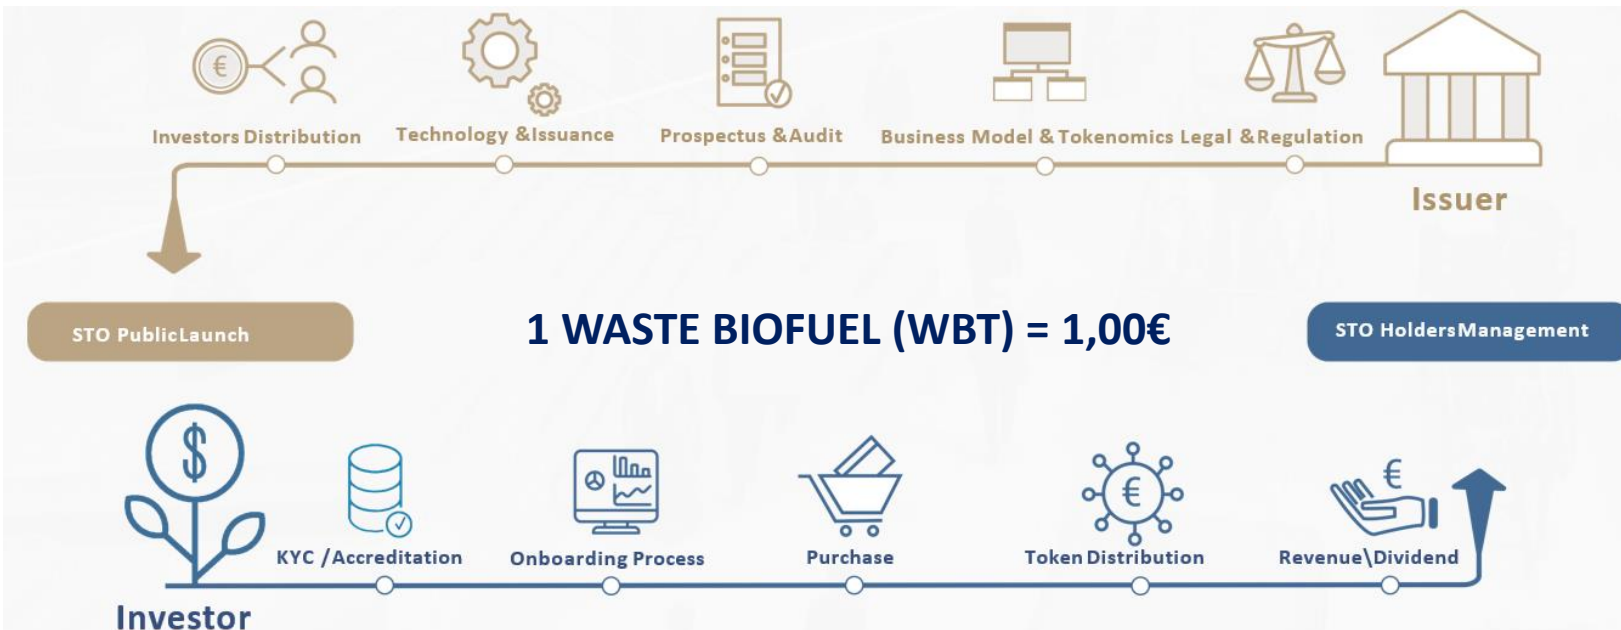 €
Investors Distribution
Technology &Issuance
Prospectus &Audit
Business Model & Tokenomics
Legal &Regulation
Issuer
STO PublicLaunch
1 WASTE BIOFUEL (WBT) = 1,00€
STO HoldersManagement
$
€
€
KYC /Accreditation
Onboarding Process
Purchase
Token Distribution
Revenue\Dividend
Investor